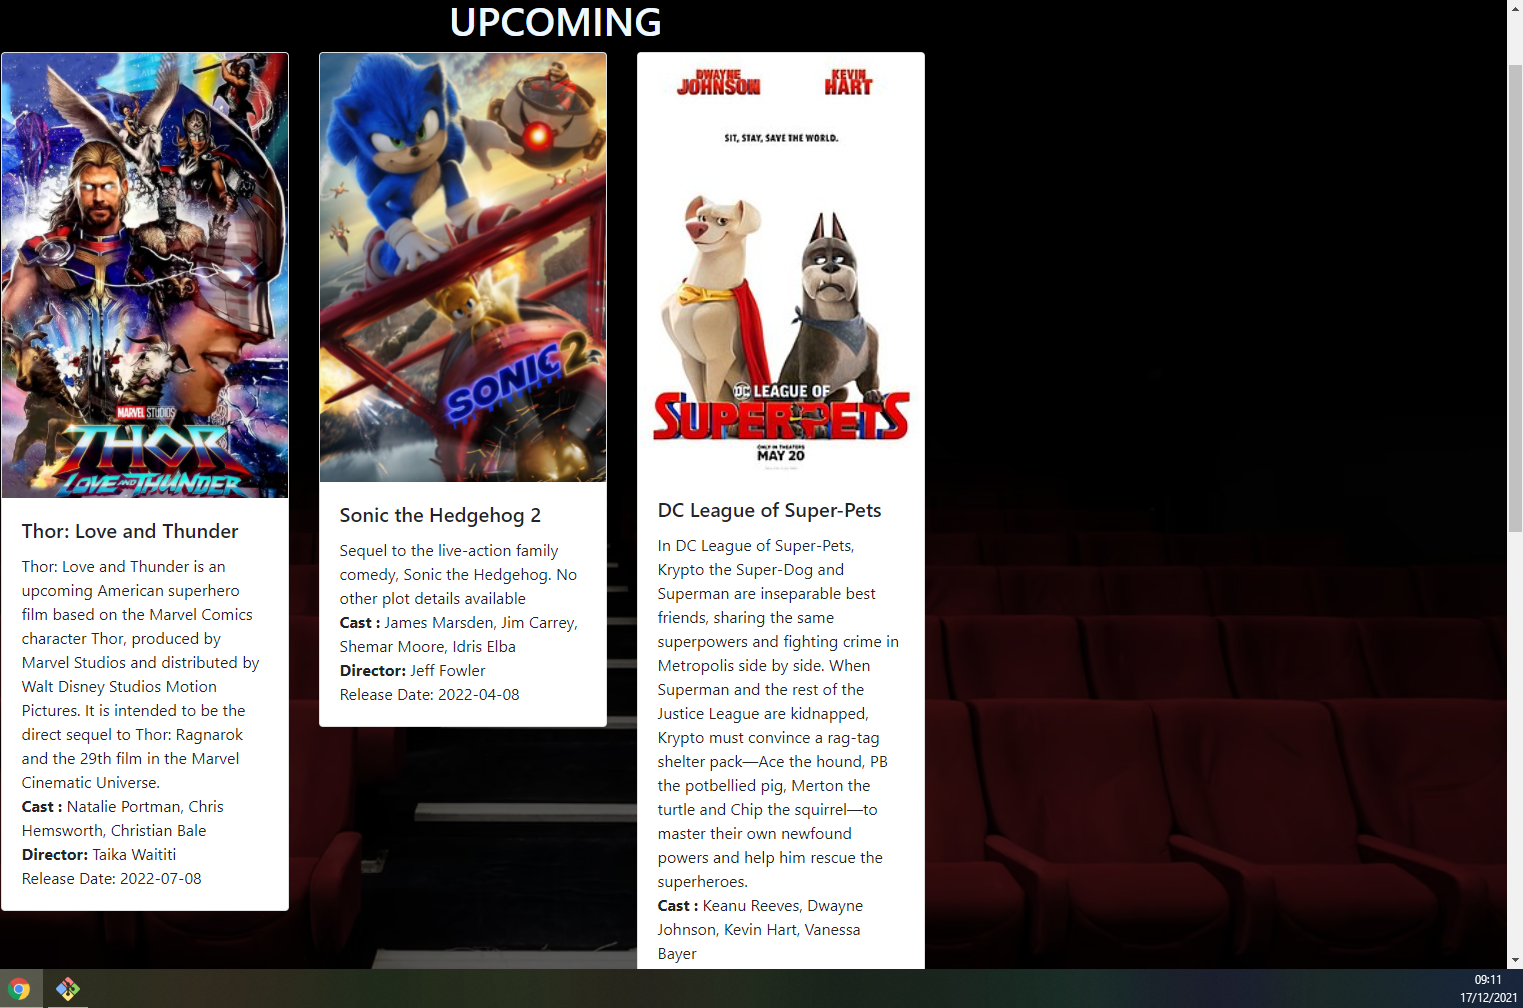 UPCOMING
MARVEL STUDIOS
THOR
LOVE AND THUNDER
Thor: Love and Thunder
Thor: Love and Thunder is an
upcoming American superhero
film based on the Marvel Comics
character Thor, produced by
Marvel Studios and distributed by
Walt Disney Studios Motion
Pictures. It is intended to be the
direct sequel to Thor: Ragnarok
and the 29th film in the Marvel
Cinematic Universe.
Cast : Natalie Portman, Chris
Hemsworth, Christian Bale
Director: Taika Waititi
Release Date: 2022-07-08
SONIC 2
Sonic the Hedgehog 2
Sequel to the live-action family
comedy, Sonic the Hedgehog. No
other plot details available
Cast : James Marsden, Jim Carrey,
Shemar Moore, Idris Elba
Director: Jeff Fowler
Release Date: 2022-04-08
DWAYNE
JOHNSON
KEVIN
HART
SIT, STAY, SAVE THE WORLD.
DC LEAGUE OF
SUPER-PETS
ONLY IN THEATERS
MAY 20
DC League of Super-Pets
In DC League of Super-Pets,
Krypto the Super-Dog and
Superman are inseparable best
friends, sharing the same
superpowers and fighting crime in
Metropolis side by side. When
Superman and the rest of the
Justice League are kidnapped,
Krypto must convince a rag-tag
shelter pack—Ace the hound, PB
the potbellied pig, Merton the
turtle and Chip the squirrel—to
master their own newfound
powers and help him rescue the
superheroes.
Cast : Keanu Reeves, Dwayne
Johnson, Kevin Hart, Vanessa
Bayer
09:11
17/12/2021